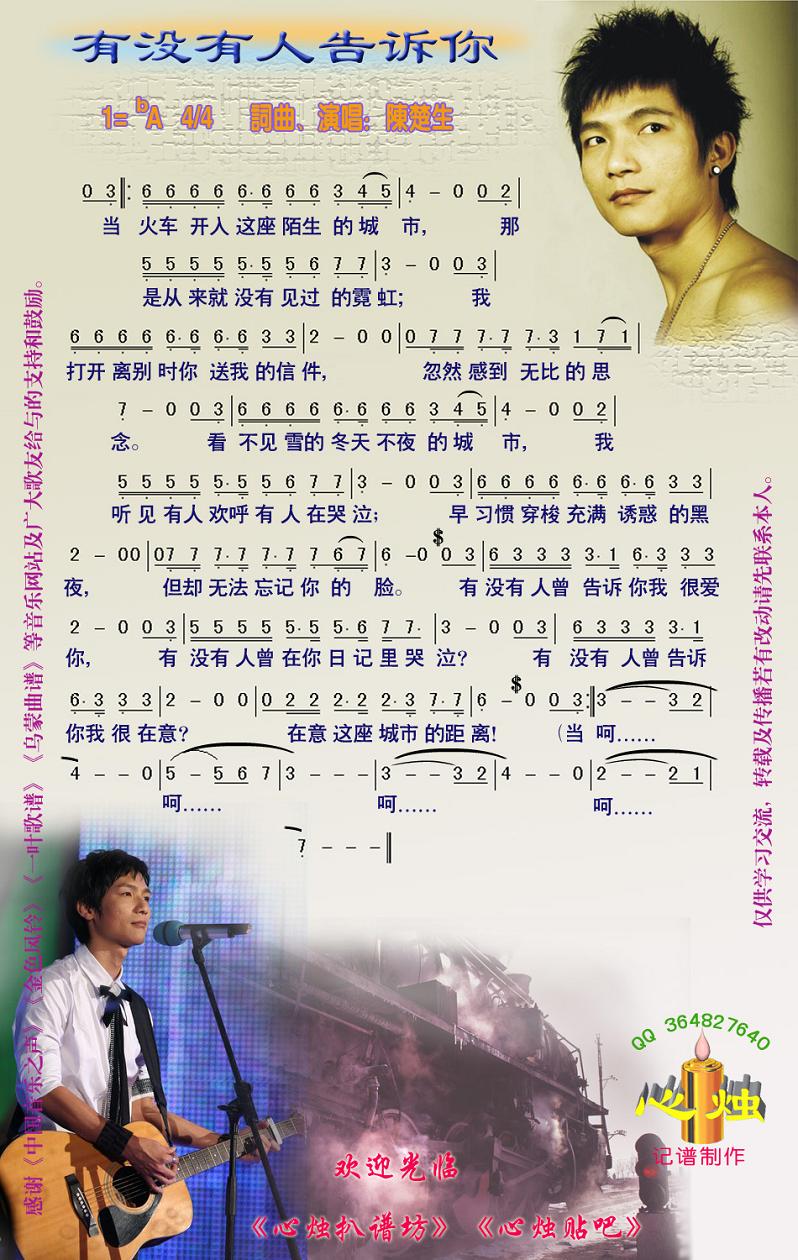 有没有人告诉你
1= ᵇA 4/4 詞曲、演唱：陳楚生
0 3 ‖: 6 6 6 6 6· 6 6 6 3 4 5 | 4 － 0 0 2 |
当 火车 开入 这座 陌生 的 城 市， 那
5 5 5 5 5· 5 5 6 7 7 | 3 － 0 0 3 |
是从 来就 没有 见过 的霓 虹； 我
6 6 6 6 6· 6 6· 6 3 3 | 2 － 0 0 | 0 7 7 7· 7 7· 3 1 7 1 |
打开 离别 时你 送我 的信 件， 忽然 感到 无比 的 思
7 － 0 0 3 | 6 6 6 6 6· 6 6 6 3 4 5 | 4 － 0 0 2 |
念。 看 不见 雪的 冬天 不夜 的 城 市， 我
5 5 5 5 5 5 5 6 7 7 | 3 － 0 0 3 | 6 6 6 6 6· 6 6· 6 3 3 |
听 见 有人 欢呼 有 人 在哭 泣； 早 习惯 穿梭 充满 诱惑 的黑
2 － 0 0 | 0 7 7 7· 7 7· 7 7 6 7 | 6 － 0 0 3 | 6 3 3 3 3· 1 6· 3 3 3
夜， 但却 无法 忘记 你 的 脸。 有 没有 人曾 告诉 你我 很爱
2 － 0 0 3 | 5 5 5 5 5· 5 5· 6 7 7· | 3 － 0 0 3 | 6 3 3 3 3· 1
你， 有 没有 人曾 在你 日 记 里 哭 泣？ 有 没有 人曾 告诉
6· 3 3 3 | 2 － 0 0 | 0 2 2 2· 2 2· 3 7· 7 | 6 － 0 0 3 :‖ 3 － － 3 2 |
你我 很 在意？ 在意 这座 城市 的距 离！ （当 呵……
4 － － 0 | 5 － 5 6 7 | 3 － － － | 3 － － 3 2 | 4 － － 0 | 2 － － 2 1 |
呵…… 呵…… 呵……
7 － － － ‖
感谢《中国音乐之声》《金色风铃》《一叶歌谱》《乌蒙曲谱》等音乐网站及广大歌友给与的支持和鼓励。
仅供学习交流，转载及传播若有改动请先联系本人。
QQ 364827640
心烛
记谱制作
欢迎光临
《心烛扒谱坊》《心烛贴吧》